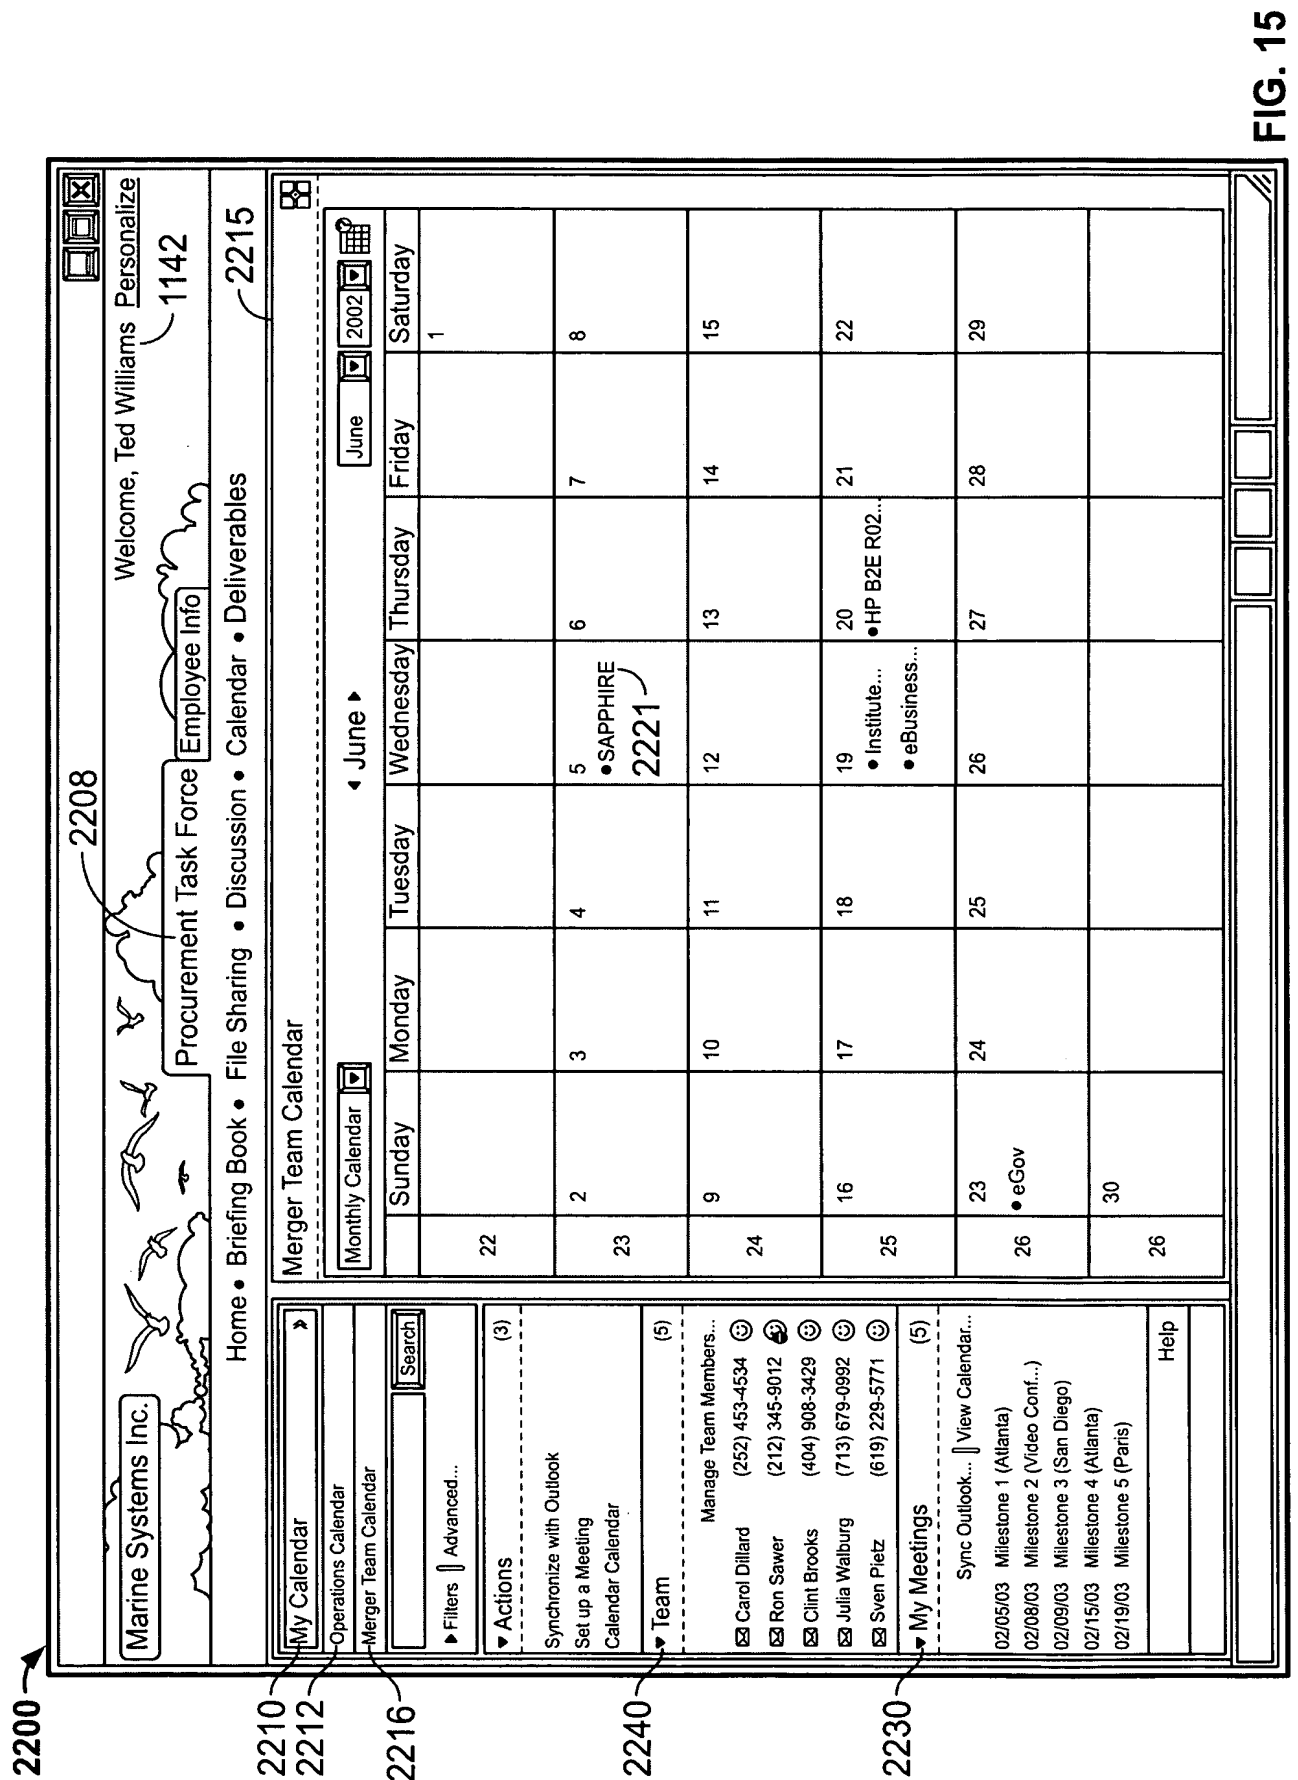 2200
2208
Marine Systems Inc.
Welcome, Ted Williams Personalize
1142
Procurement Task Force
Employee Info
Home • Briefing Book • File Sharing • Discussion • Calendar • Deliverables
2215
2210
My Calendar »
2212
Operations Calendar
2216
Merger Team Calendar
Search
Filters Advanced...
Actions (3)
Synchronize with Outlook
Set up a Meeting
Calendar Calendar
2240
Team (5)
Manage Team Members...
Carol Dillard (252) 453-4534
Ron Sawer (212) 345-9012
Clint Brooks (404) 908-3429
Julia Walburg (713) 679-0992
Sven Pietz (619) 229-5771
2230
My Meetings (5)
Sync Outlook... View Calendar...
02/05/03 Milestone 1 (Atlanta)
02/08/03 Milestone 2 (Video Conf...)
02/09/03 Milestone 3 (San Diego)
02/15/03 Milestone 4 (Atlanta)
02/19/03 Milestone 5 (Paris)
Help
Merger Team Calendar
Monthly Calendar June June 2002
Sunday Monday Tuesday Wednesday Thursday Friday Saturday
22 1
23 2 3 4 5 6 7 8
•SAPPHIRE
2221
24 9 10 11 12 13 14 15
25 16 17 18 19 20 21 22
• Institute... •HP B2E R02...
• eBusiness...
26 23 24 25 26 27 28 29
• eGov
26 30
FIG. 15